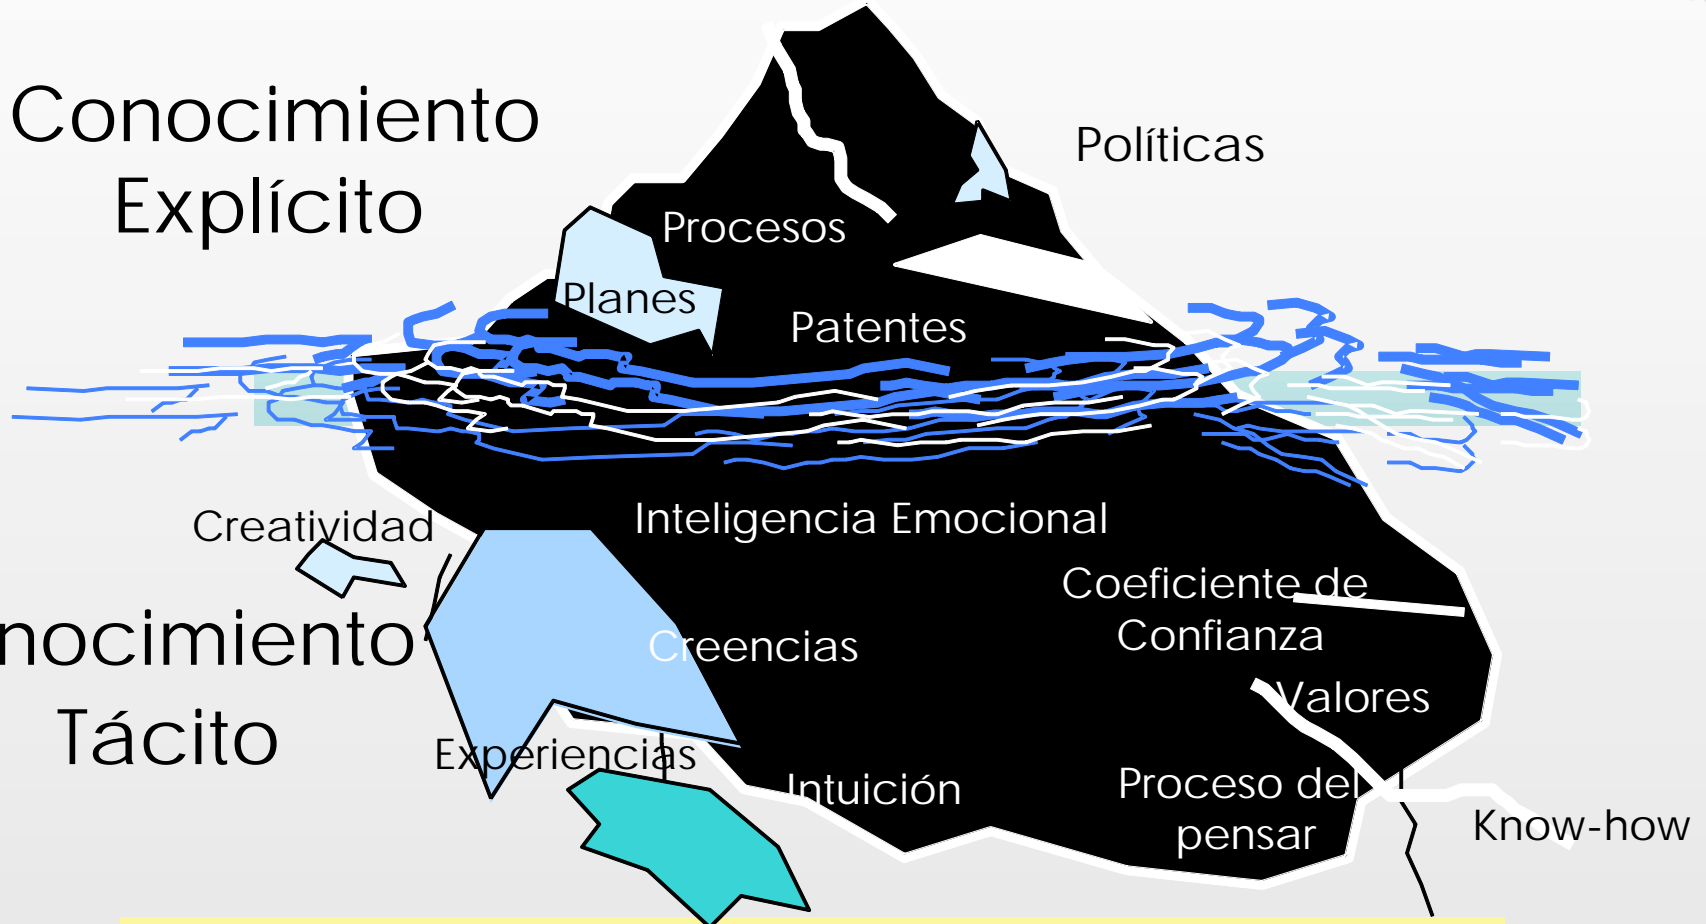 Conocimiento
Explícito
Políticas
Procesos
Planes
Patentes
Creatividad
Inteligencia Emocional
Coeficiente de
Confianza
nocimiento
Tácito
Creencias
Valores
Experiencias
Intuición
Proceso del
pensar
Know-how